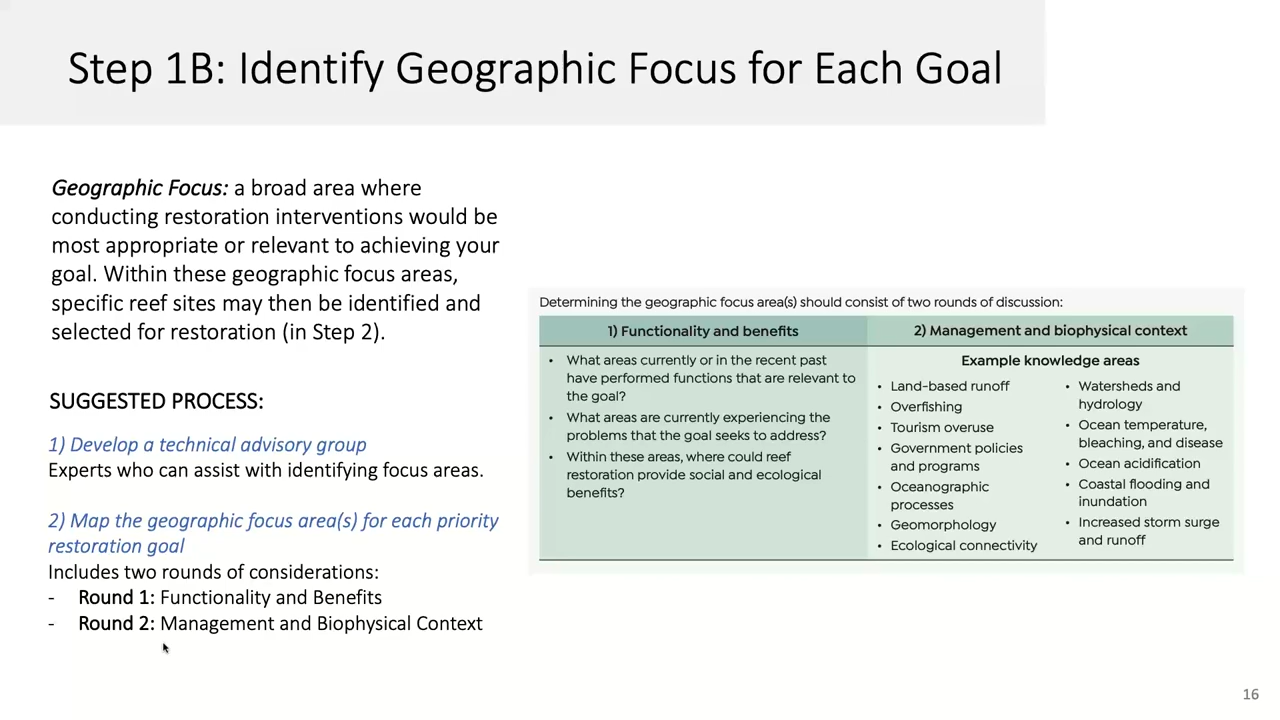 Step 1B: Identify Geographic Focus for Each Goal
Geographic Focus: a broad area where
conducting restoration interventions would be
most appropriate or relevant to achieving your
goal. Within these geographic focus areas,
specific reef sites may then be identified and
selected for restoration (in Step 2).
SUGGESTED PROCESS:
1) Develop a technical advisory group
Experts who can assist with identifying focus areas.
2) Map the geographic focus area(s) for each priority
restoration goal
Includes two rounds of considerations:
- Round 1: Functionality and Benefits
- Round 2: Management and Biophysical Context
Determining the geographic focus area(s) should consist of two rounds of discussion:
1) Functionality and benefits
• What areas currently or in the recent past
have performed functions that are relevant to
the goal?
• What areas are currently experiencing the
problems that the goal seeks to address?
• Within these areas, where could reef
restoration provide social and ecological
benefits?
2) Management and biophysical context
Example knowledge areas
• Land-based runoff
• Overfishing
• Tourism overuse
• Government policies
and programs
• Oceanographic
processes
• Geomorphology
• Ecological connectivity
• Watersheds and
hydrology
• Ocean temperature,
bleaching, and disease
• Ocean acidification
• Coastal flooding and
inundation
• Increased storm surge
and runoff
16